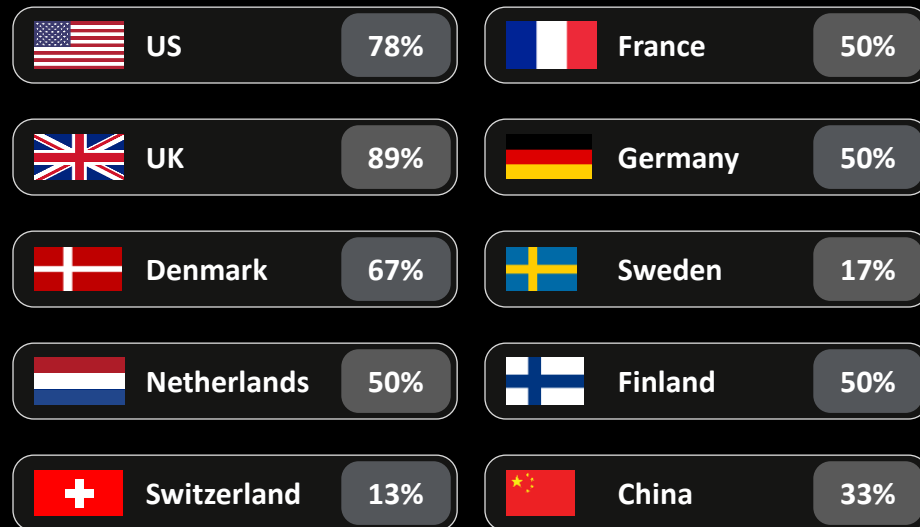 US 78%
France 50%
UK 89%
Germany 50%
Denmark 67%
Sweden 17%
Netherlands 50%
Finland 50%
Switzerland 13%
China 33%